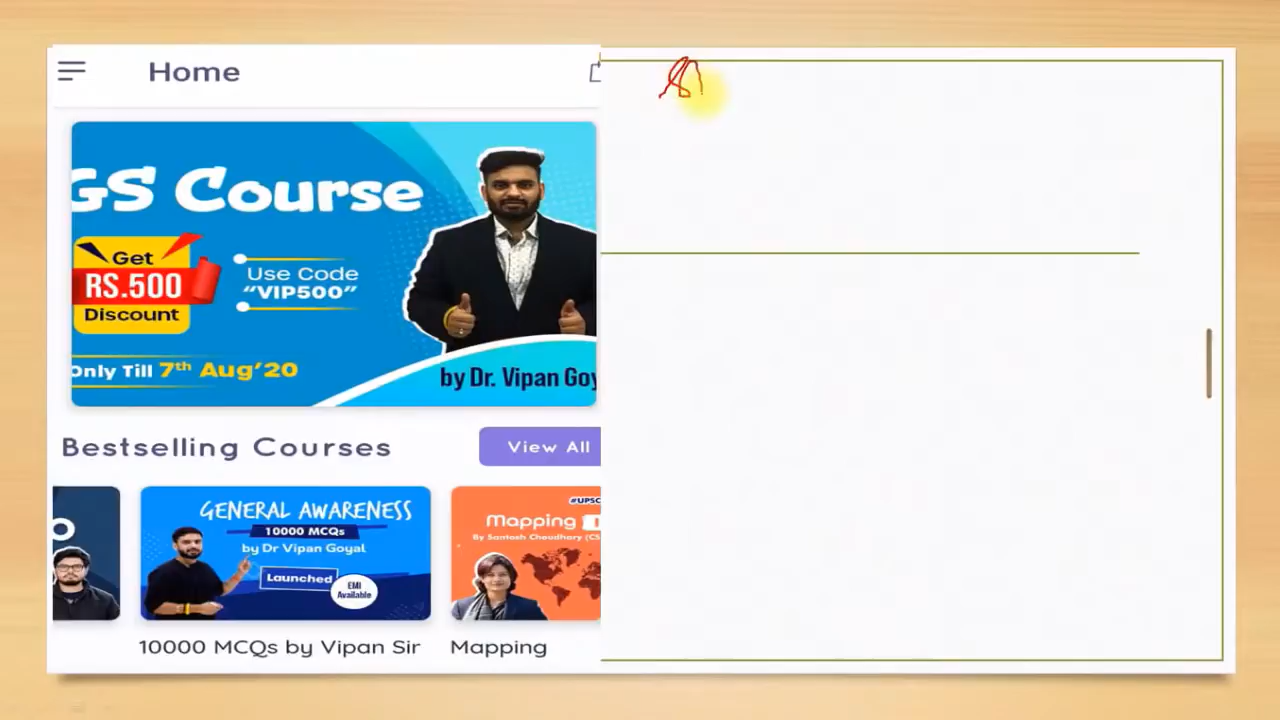 Home
GS Course
Get
RS.500
Discount
Use Code
“VIP500”
Only Till 7th Aug’20
by Dr. Vipan Goy
Bestselling Courses
View All
GENERAL AWARENESS
10000 MCQs
by Dr Vipan Goyal
Launched
EMI
Available
#UPSC
Mapping
By Santosh Choudhary (CS
10000 MCQs by Vipan Sir
Mapping